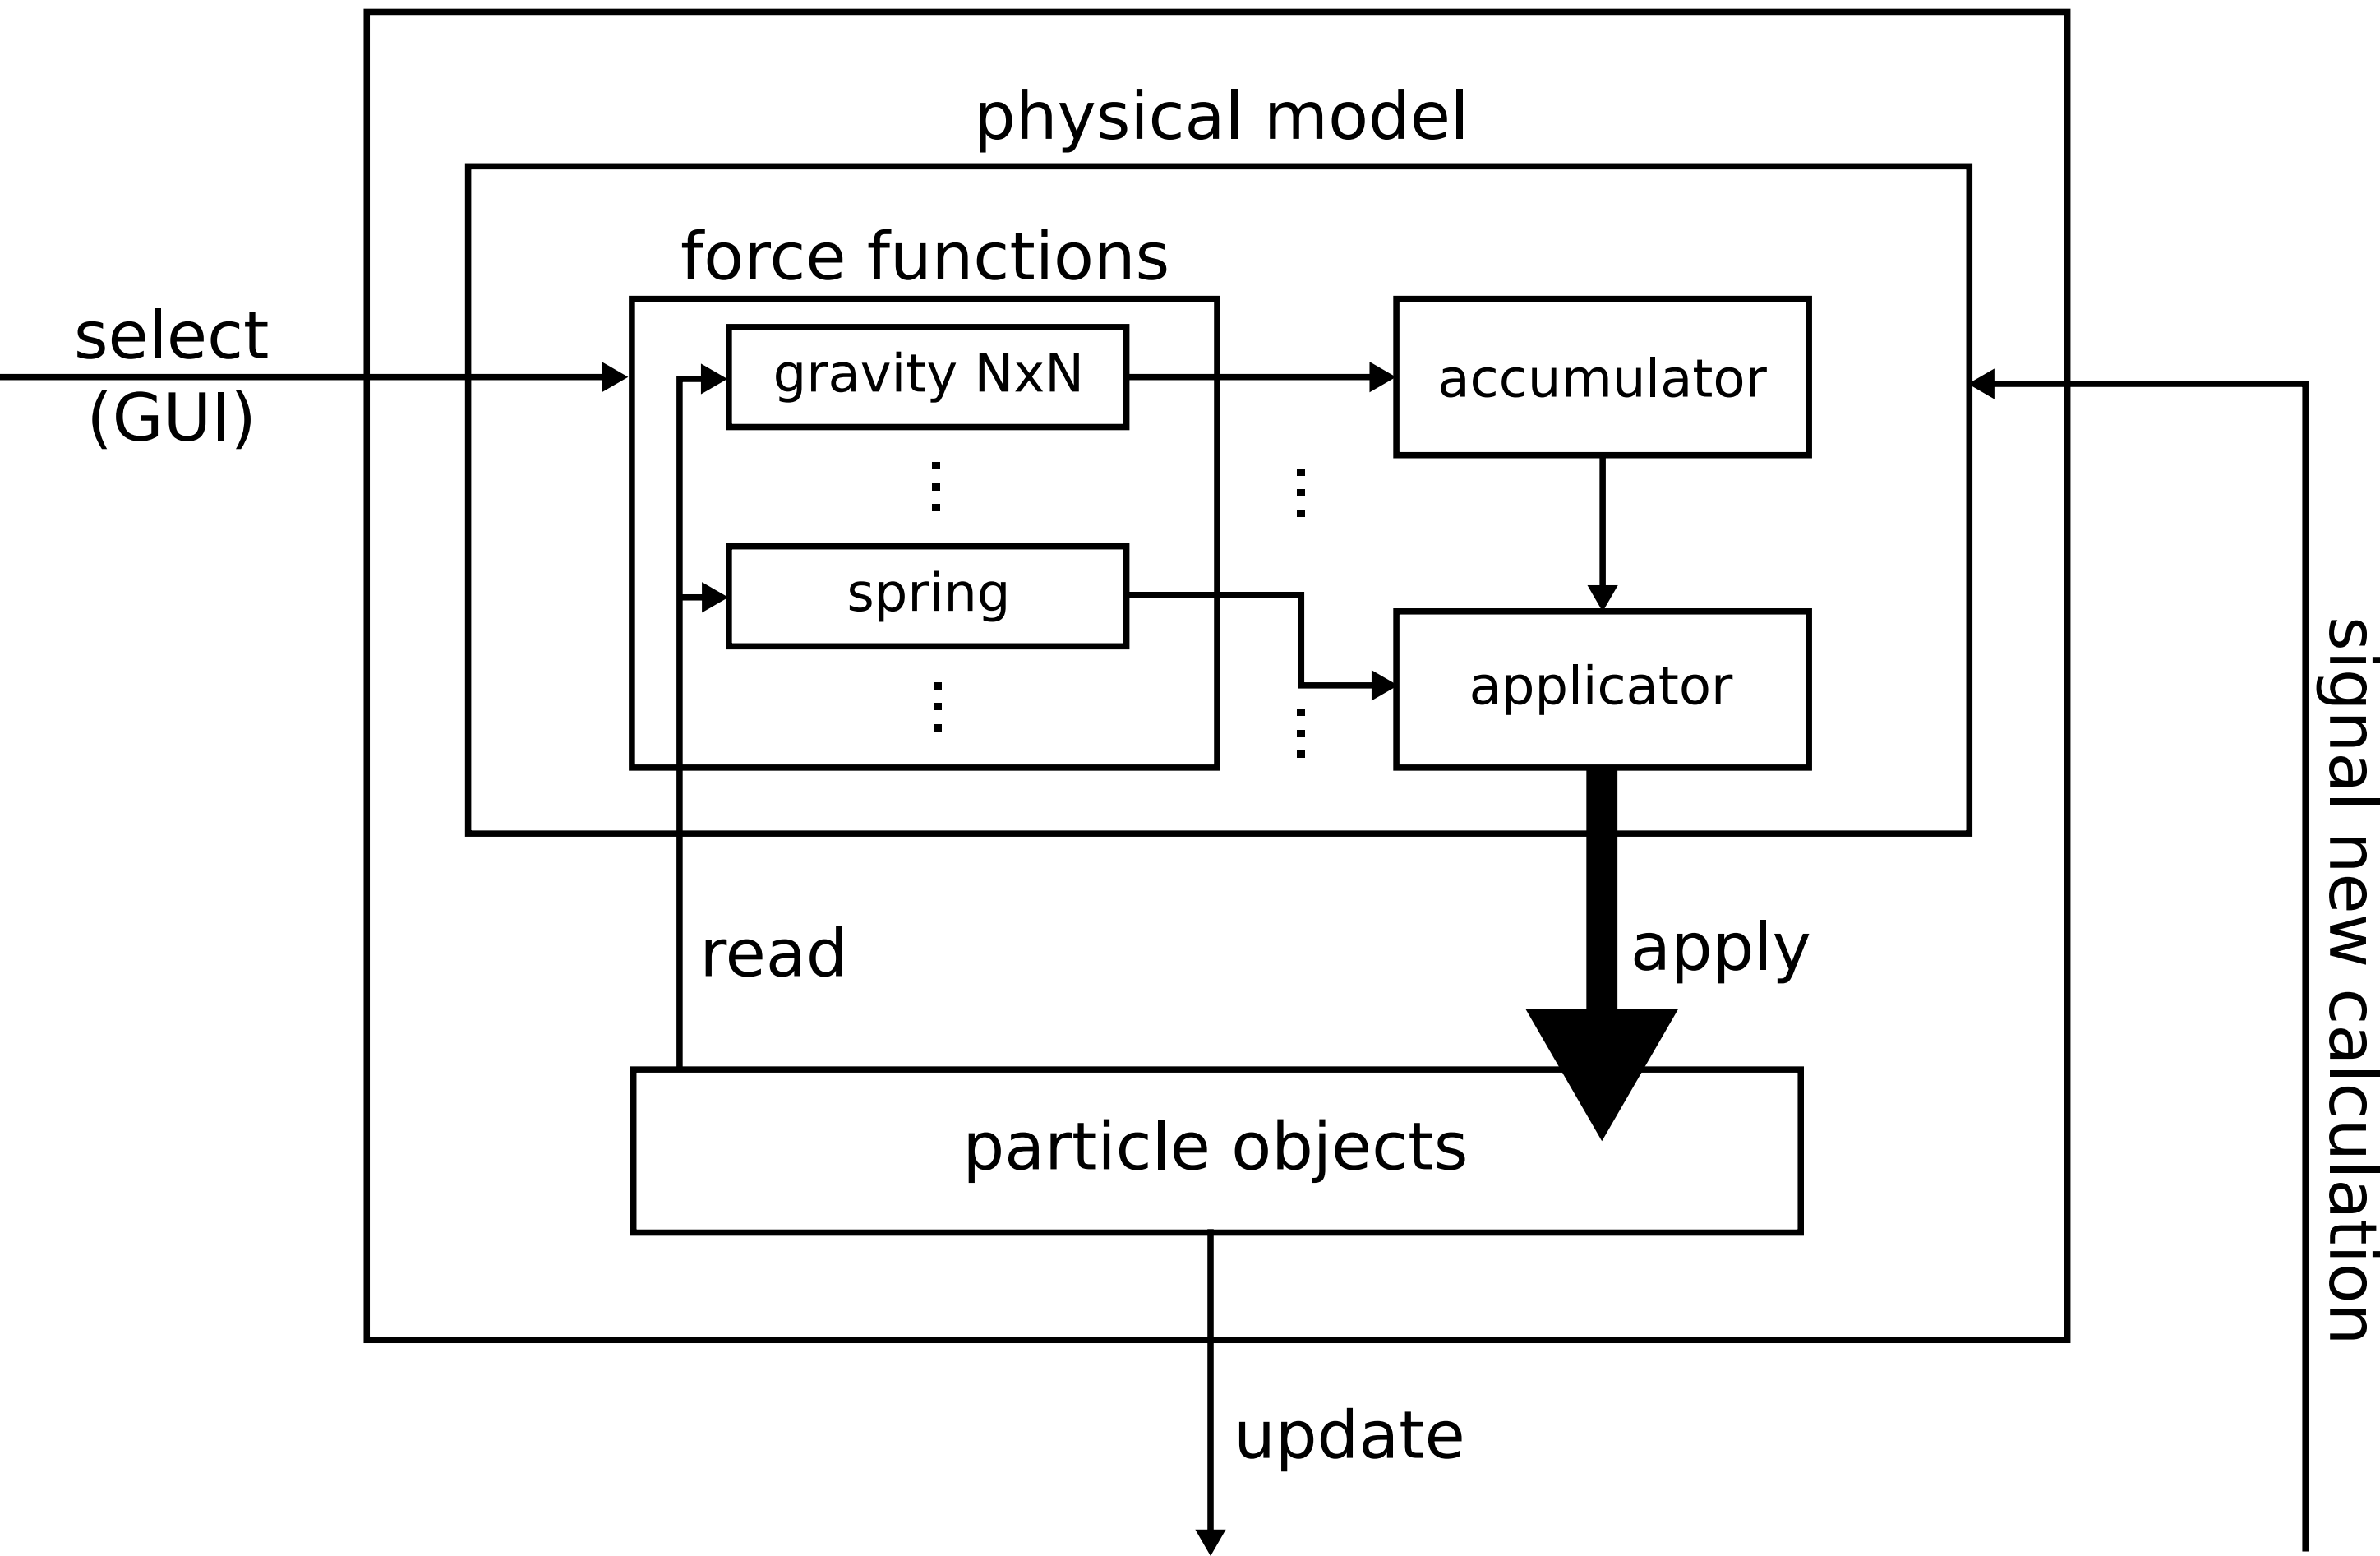 physical model
force functions
select
(GUI)
gravity NxN
accumulator
spring
applicator
read
apply
particle objects
update
signal new calculation